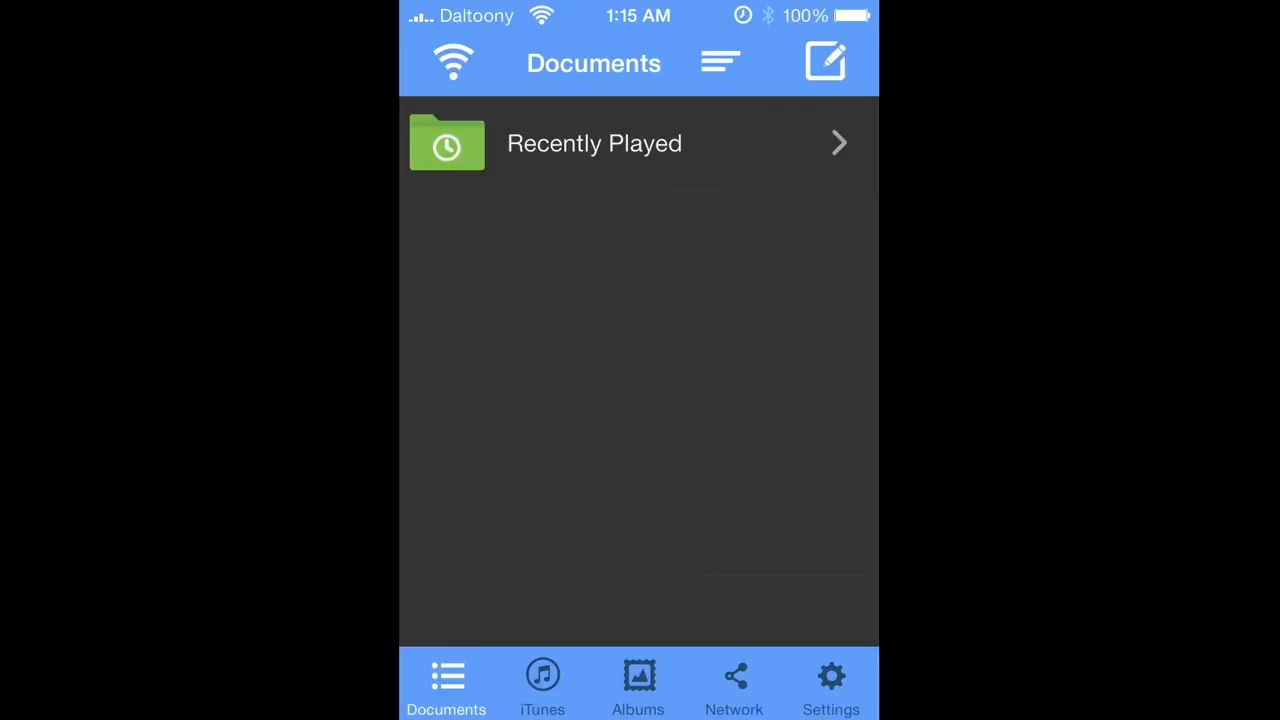 Daltoony 1:15 AM 100%
Documents
Recently Played
Documents iTunes Albums Network Settings